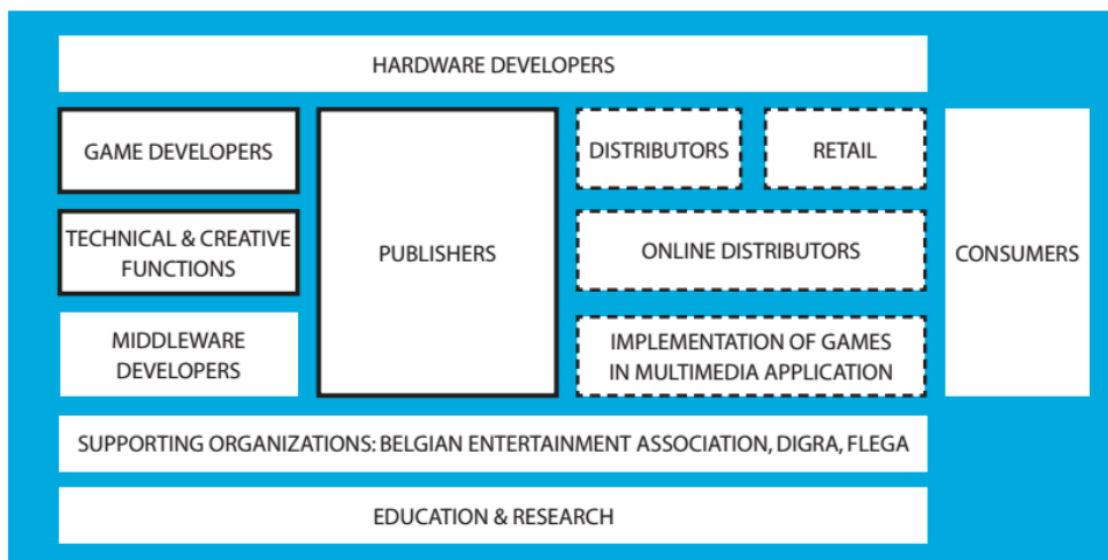 HARDWARE DEVELOPERS
GAME DEVELOPERS
TECHNICAL & CREATIVE
FUNCTIONS
MIDDLEWARE
DEVELOPERS
PUBLISHERS
DISTRIBUTORS
RETAIL
ONLINE DISTRIBUTORS
IMPLEMENTATION OF GAMES
IN MULTIMEDIA APPLICATION
CONSUMERS
SUPPORTING ORGANIZATIONS: BELGIAN ENTERTAINMENT ASSOCIATION, DIGRA, FLEGA
EDUCATION & RESEARCH